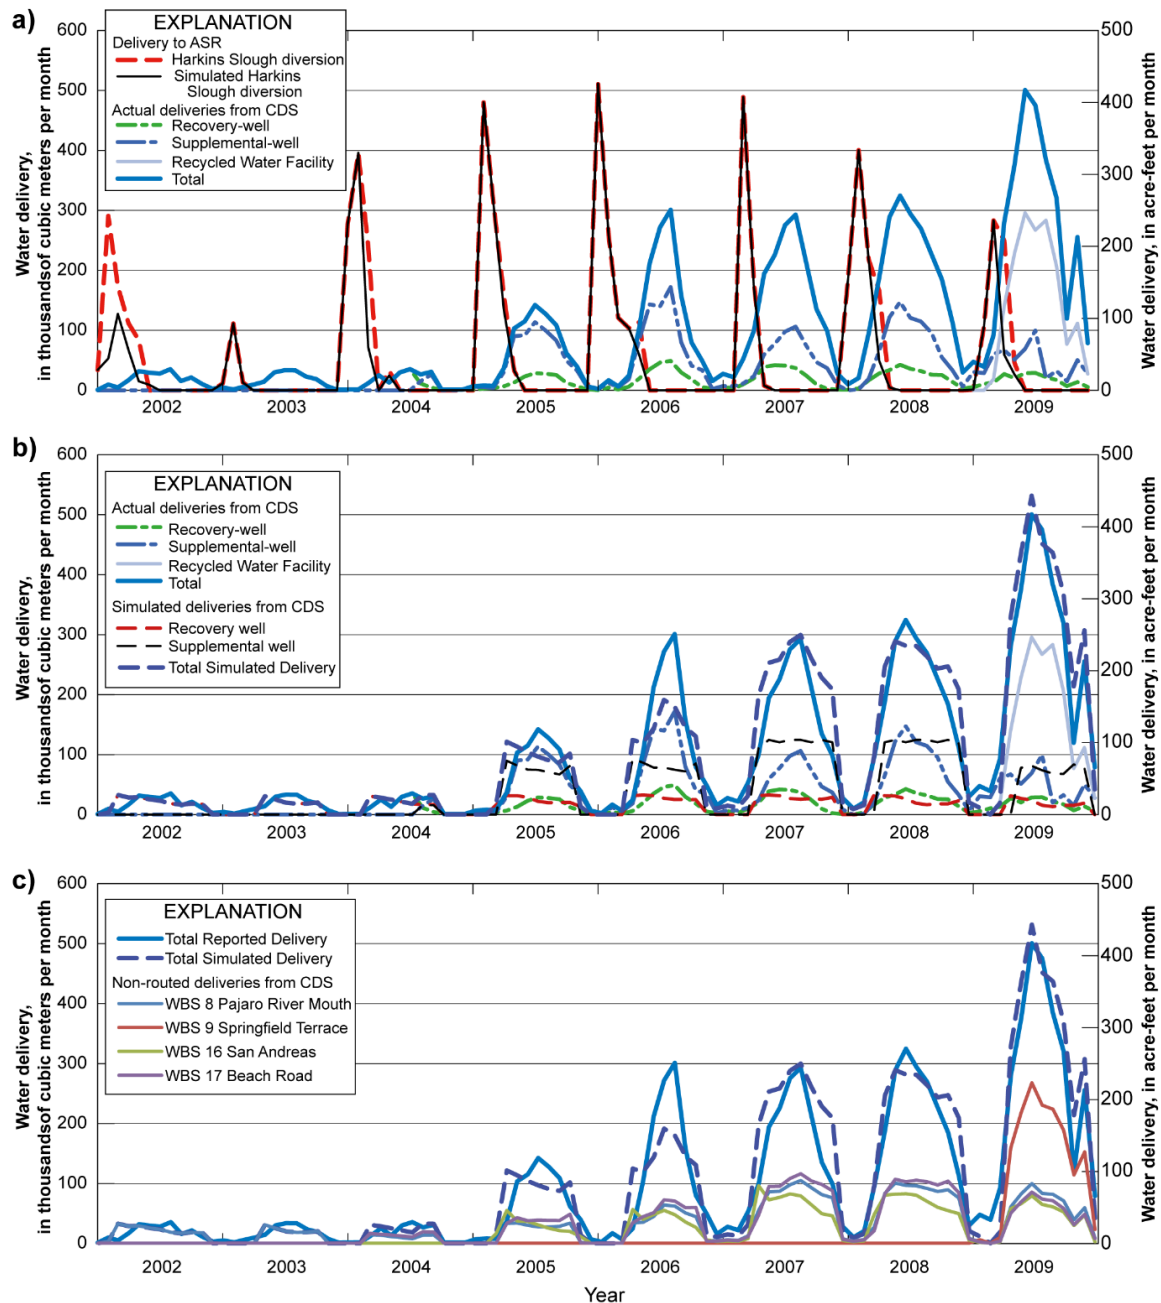 a)
EXPLANATION
Delivery to ASR
Harkins Slough diversion
Simulated Harkins
Slough diversion
Actual deliveries from CDS
Recovery-well
Supplemental-well
Recycled Water Facility
Total
Water delivery,
in thousandsof cubic meters per month
600
500
400
300
200
100
0
500
400
300
200
100
0
Water delivery, in acre-feet per month
2002 2003 2004 2005 2006 2007 2008 2009
b)
EXPLANATION
Actual deliveries from CDS
Recovery-well
Supplemental-well
Recycled Water Facility
Total
Simulated deliveries from CDS
Recovery well
Supplemental well
Total Simulated Delivery
Water delivery,
in thousandsof cubic meters per month
600
500
400
300
200
100
0
500
400
300
200
100
0
Water delivery, in acre-feet per month
2002 2003 2004 2005 2006 2007 2008 2009
c)
EXPLANATION
Total Reported Delivery
Total Simulated Delivery
Non-routed deliveries from CDS
WBS 8 Pajaro River Mouth
WBS 9 Springfield Terrace
WBS 16 San Andreas
WBS 17 Beach Road
Water delivery,
in thousandsof cubic meters per month
600
500
400
300
200
100
0
500
400
300
200
100
0
Water delivery, in acre-feet per month
2002 2003 2004 2005 2006 2007 2008 2009
Year